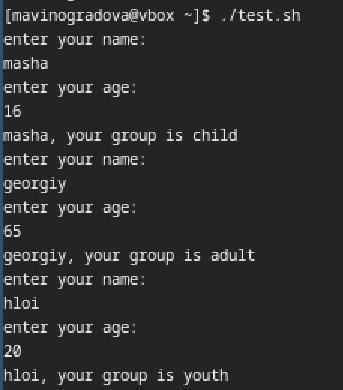 [mavinogradova@vbox ~]$ ./test.sh
enter your name:
masha
enter your age:
16
masha, your group is child
enter your name:
georgiy
enter your age:
65
georgiy, your group is adult
enter your name:
hloi
enter your age:
20
hloi, your group is youth